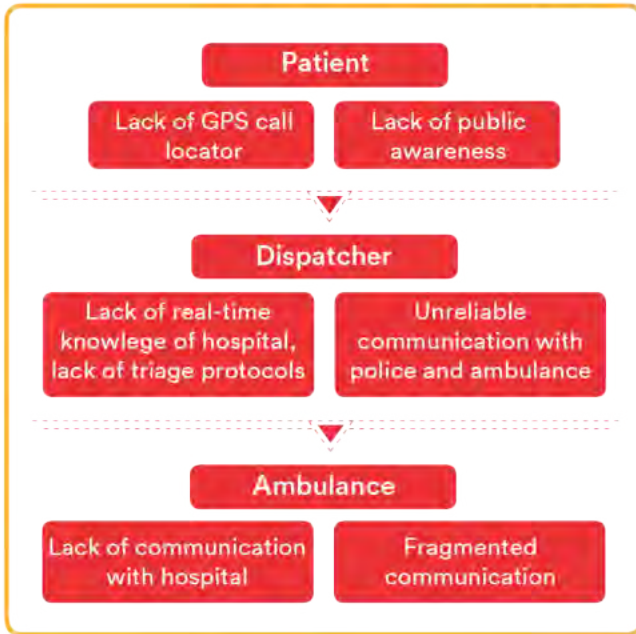 Patient
Lack of GPS call
locator
Lack of public
awareness
Dispatcher
Lack of real-time
knowlege of hospital,
lack of triage protocols
Unreliable
communication with
police and ambulance
Ambulance
Lack of communication
with hospital
Fragmented
communication